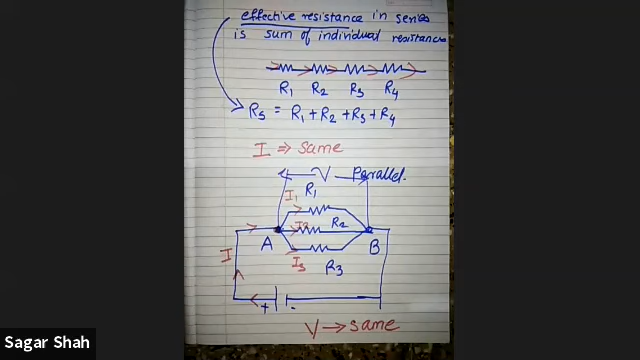 effective resistance in series
is sum of individual resistance
R1 R2 R3 R4
Rs = R1 + R2 + R3 + R4
I ⇒ same
V Parallel.
I1 R1
I2 R2
A B
I I3 R3
+ -
V → same
Sagar Shah